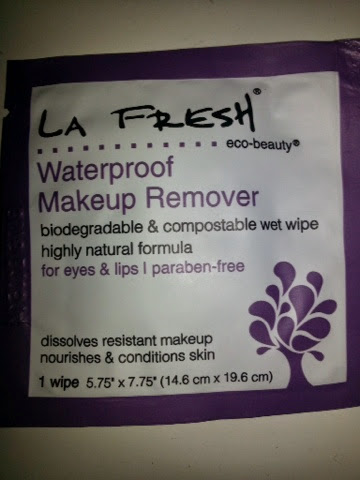 LA FRESH®
eco-beauty®
Waterproof
Makeup Remover
biodegradable & compostable wet wipe
highly natural formula
for eyes & lips | paraben-free
dissolves resistant makeup
nourishes & conditions skin
1 wipe 5.75" x 7.75" (14.6 cm x 19.6 cm)